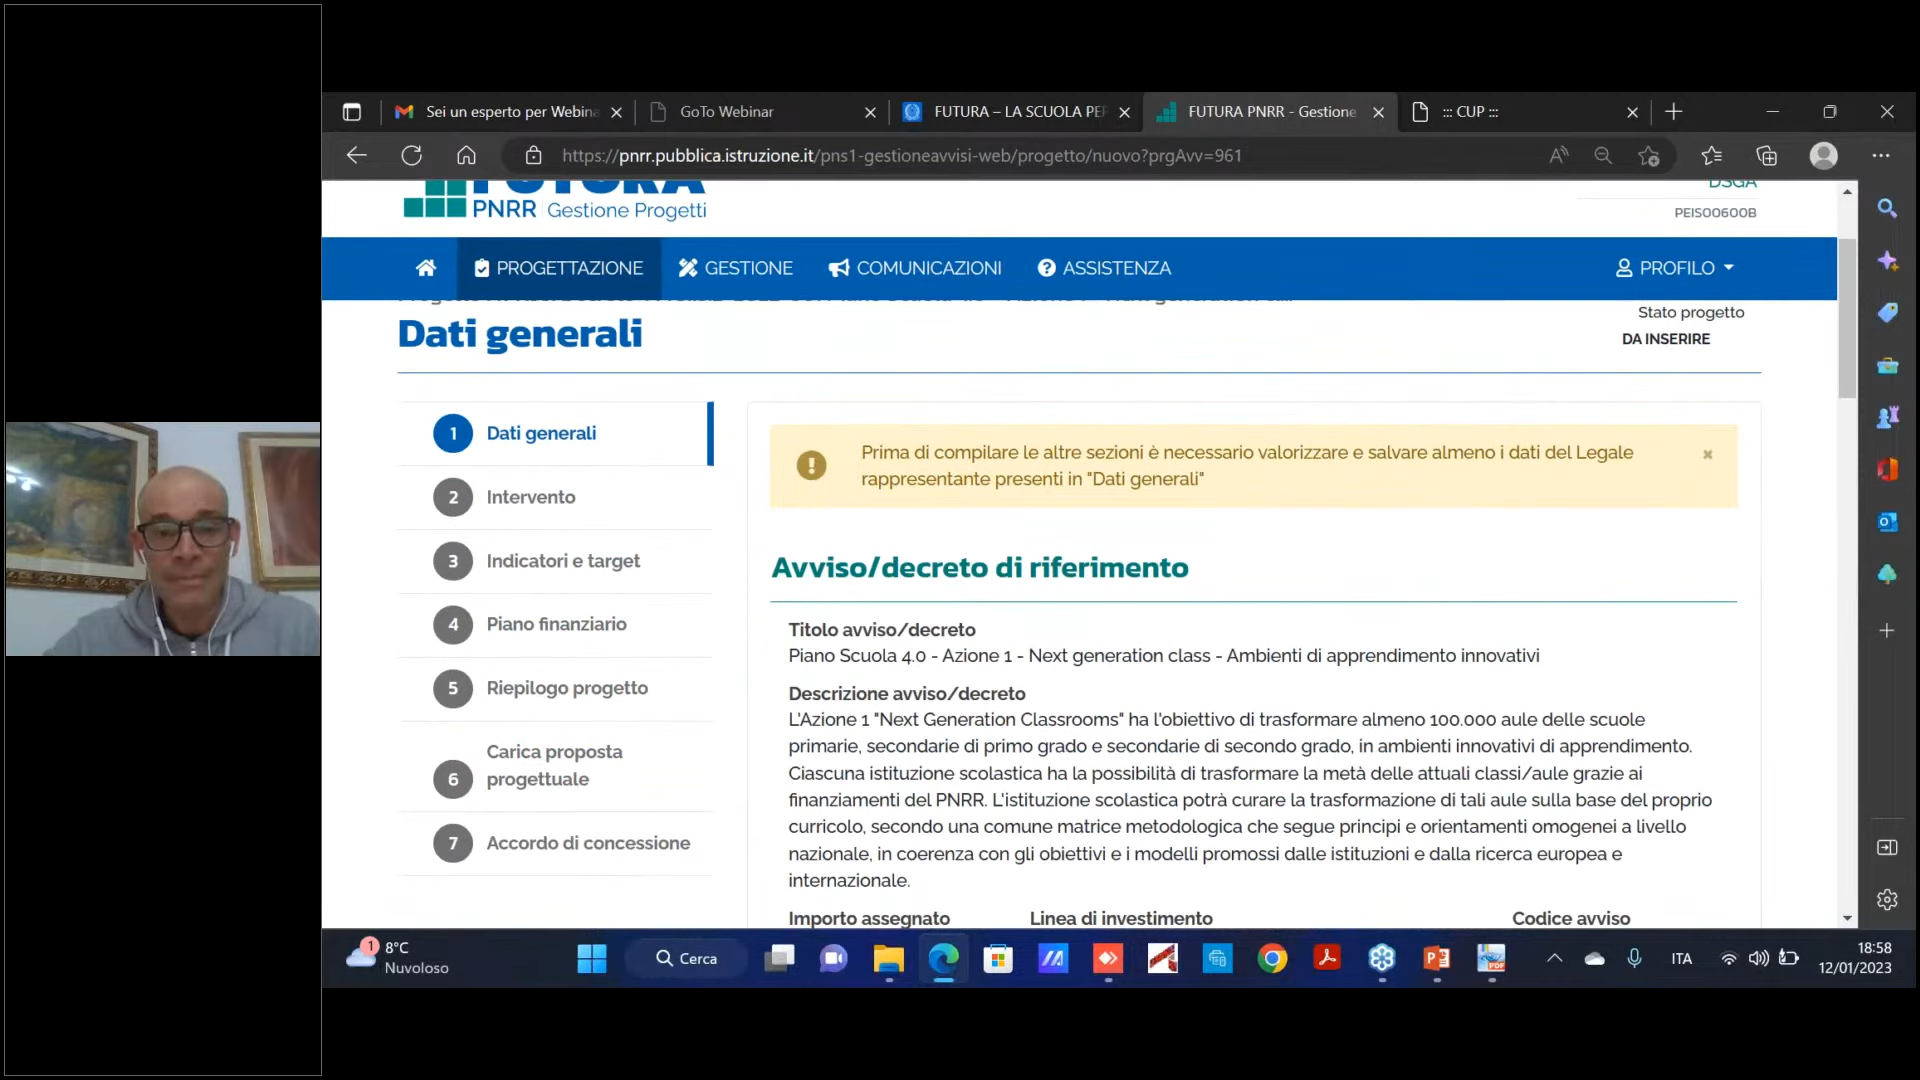 Sei un esperto per Webina
GoTo Webinar
FUTURA – LA SCUOLA PER
FUTURA PNRR - Gestione
::: CUP :::
https://pnrr.pubblica.istruzione.it/pns1-gestioneavvisi-web/progetto/nuovo?prgAvv=961
FUTURA
PNRR Gestione Progetti
DSGA
PEIS00600B
PROGETTAZIONE
GESTIONE
COMUNICAZIONI
ASSISTENZA
PROFILO
Dati generali
Stato progetto
DA INSERIRE
1 Dati generali
2 Intervento
3 Indicatori e target
4 Piano finanziario
5 Riepilogo progetto
6 Carica proposta
progettuale
7 Accordo di concessione
Prima di compilare le altre sezioni è necessario valorizzare e salvare almeno i dati del Legale
rappresentante presenti in "Dati generali"
Avviso/decreto di riferimento
Titolo avviso/decreto
Piano Scuola 4.0 - Azione 1 - Next generation class - Ambienti di apprendimento innovativi
Descrizione avviso/decreto
L'Azione 1 "Next Generation Classrooms" ha l'obiettivo di trasformare almeno 100.000 aule delle scuole
primarie, secondarie di primo grado e secondarie di secondo grado, in ambienti innovativi di apprendimento.
Ciascuna istituzione scolastica ha la possibilità di trasformare la metà delle attuali classi/aule grazie ai
finanziamenti del PNRR. L'istituzione scolastica potrà curare la trasformazione di tali aule sulla base del proprio
curricolo, secondo una comune matrice metodologica che segue principi e orientamenti omogenei a livello
nazionale, in coerenza con gli obiettivi e i modelli promossi dalle istituzioni e dalla ricerca europea e
internazionale.
Importo assegnato
Linea di investimento
Codice avviso
1
8°C
Nuvoloso
Cerca
ITA
18:58
12/01/2023